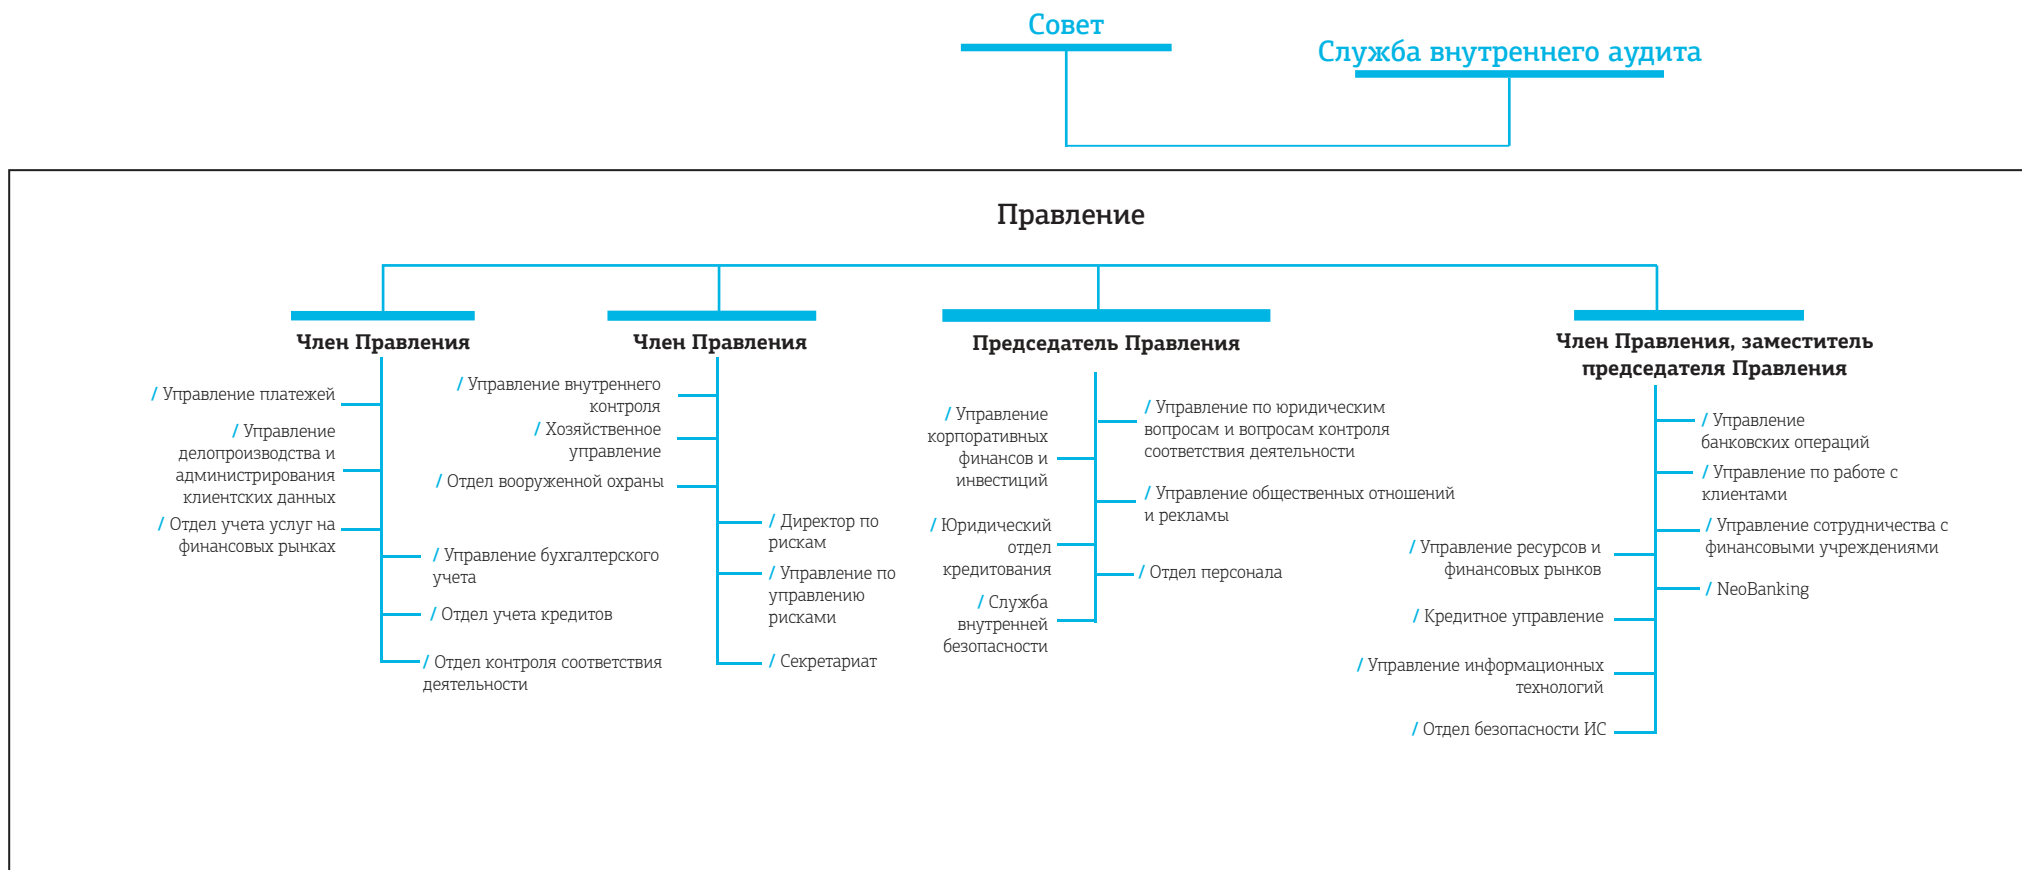 Совет
Служба внутреннего аудита
Правление
Член Правления
/ Управление платежей
/ Управление
делопроизводства и
администрирования
клиентских данных
/ Отдел учета услуг на
финансовых рынках
/ Управление бухгалтерского
учета
/ Отдел учета кредитов
/ Отдел контроля соответствия
деятельности
Член Правления
/ Управление внутреннего
контроля
/ Хозяйственное
управление
/ Отдел вооруженной охраны
/ Директор по
рискам
/ Управление по
управлению
рисками
/ Секретариат
Председатель Правления
/ Управление
корпоративных
финансов и
инвестиций
/ Юридический
отдел
кредитования
/ Служба
внутренней
безопасности
/ Управление по юридическим
вопросам и вопросам контроля
соответствия деятельности
/ Управление общественных отношений
и рекламы
/ Отдел персонала
Член Правления, заместитель
председателя Правления
/ Управление ресурсов и
финансовых рынков
/ Кредитное управление
/ Управление информационных
технологий
/ Отдел безопасности ИС
/ Управление
банковских операций
/ Управление по работе с
клиентами
/ Управление сотрудничества с
финансовыми учреждениями
/ NeoBanking